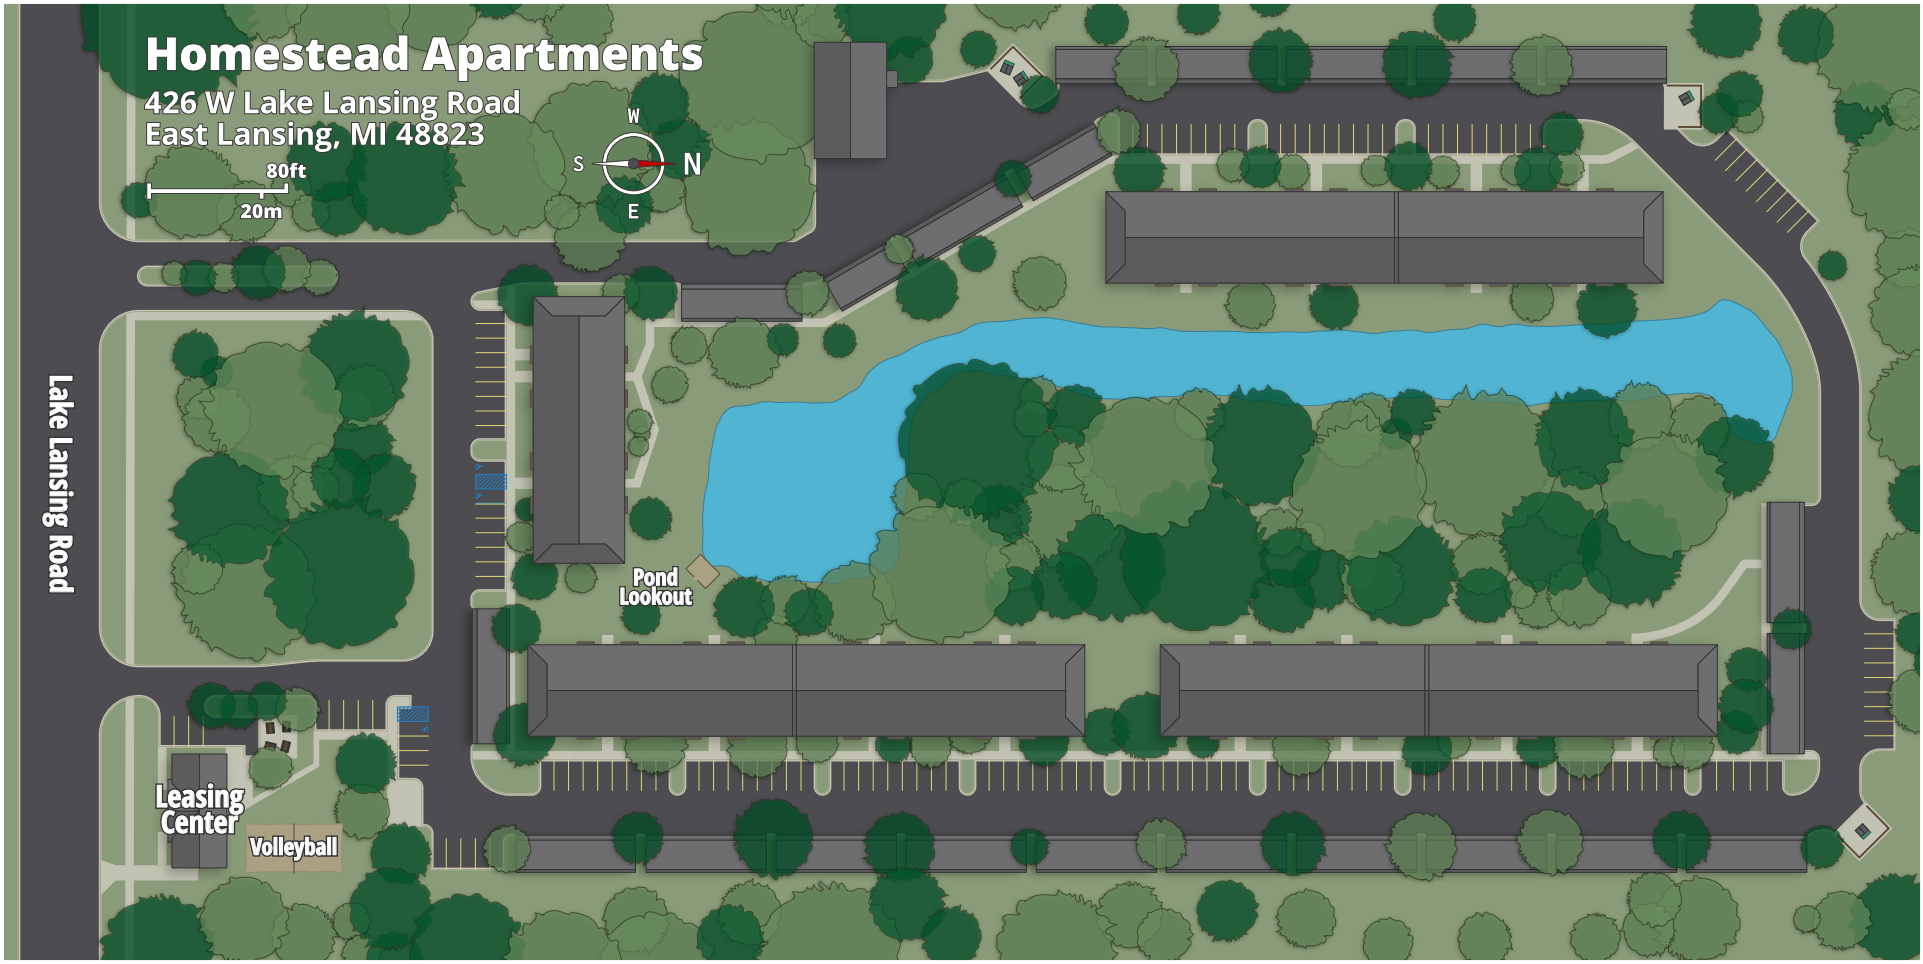 Homestead Apartments
426 W Lake Lansing Road
East Lansing, MI 48823
80ft
20m
W
S
N
E
Lake Lansing Road
Pond
Lookout
Leasing
Center
Volleyball